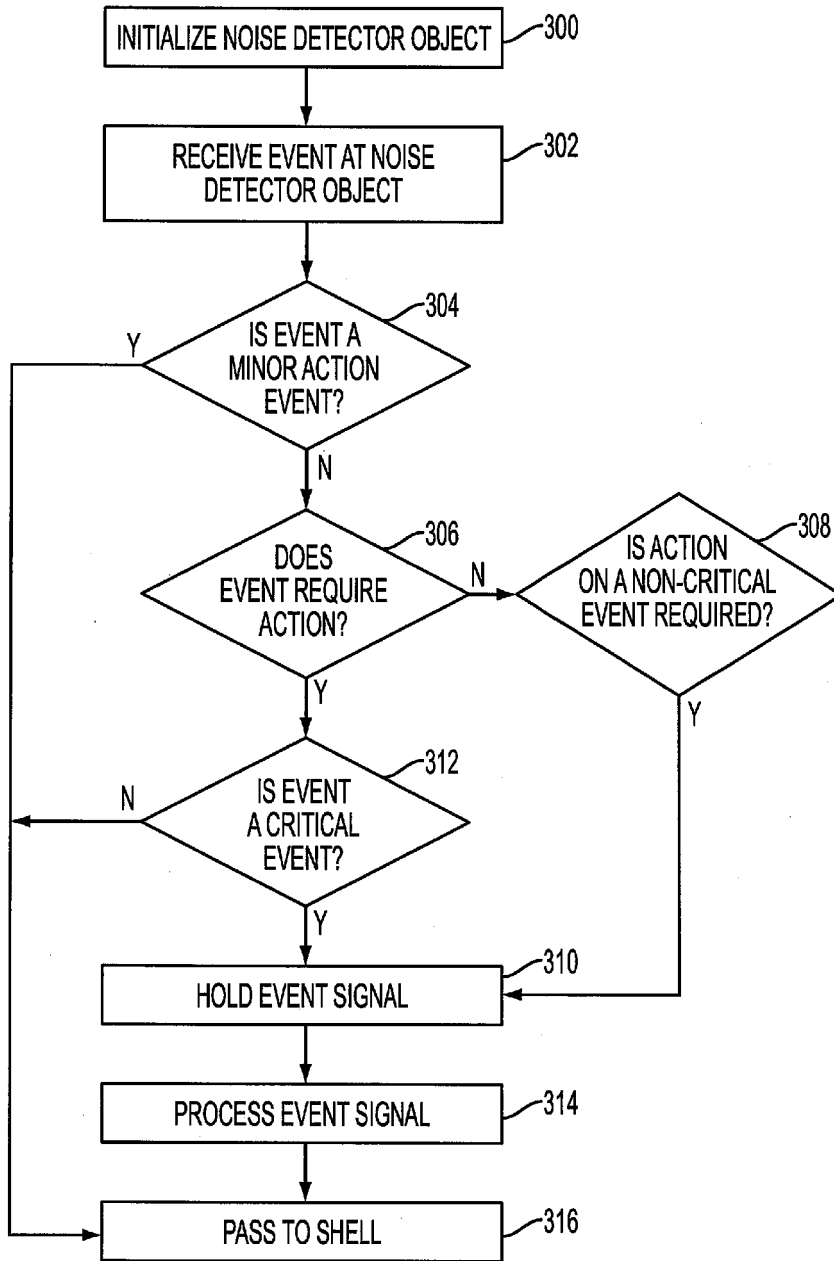 INITIALIZE NOISE DETECTOR OBJECT
300
RECEIVE EVENT AT NOISE
DETECTOR OBJECT
302
IS EVENT A
MINOR ACTION
EVENT?
304
Y
N
DOES
EVENT REQUIRE
ACTION?
306
N
IS ACTION
ON A NON-CRITICAL
EVENT REQUIRED?
308
Y
Y
IS EVENT
A CRITICAL
EVENT?
312
N
Y
HOLD EVENT SIGNAL
310
PROCESS EVENT SIGNAL
314
PASS TO SHELL
316